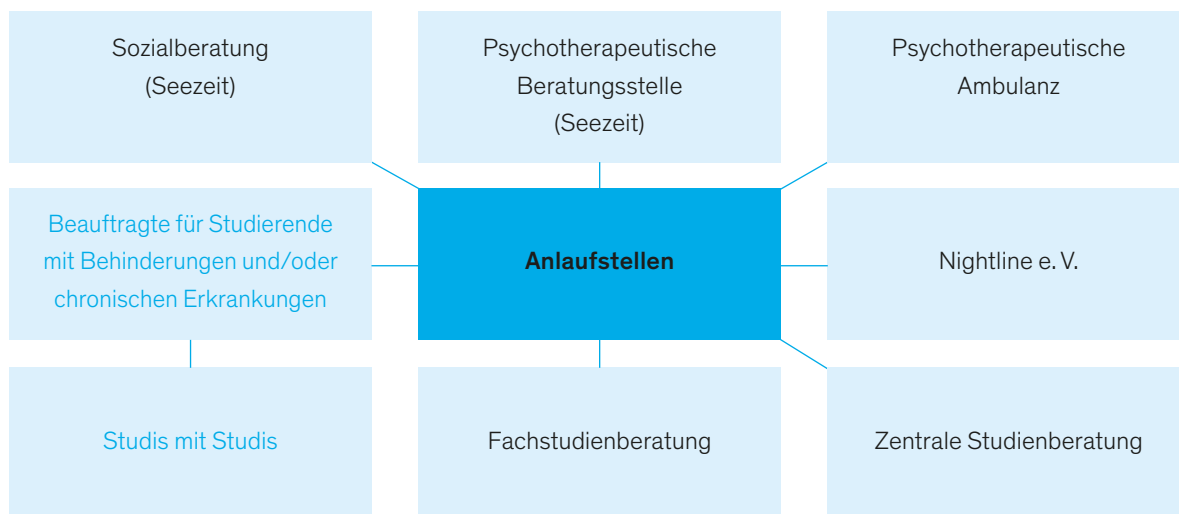 Sozialberatung
(Seezeit)
Psychotherapeutische
Beratungsstelle
(Seezeit)
Psychotherapeutische
Ambulanz
Beauftragte für Studierende
mit Behinderungen und/oder
chronischen Erkrankungen
Anlaufstellen
Nightline e. V.
Studis mit Studis
Fachstudienberatung
Zentrale Studienberatung